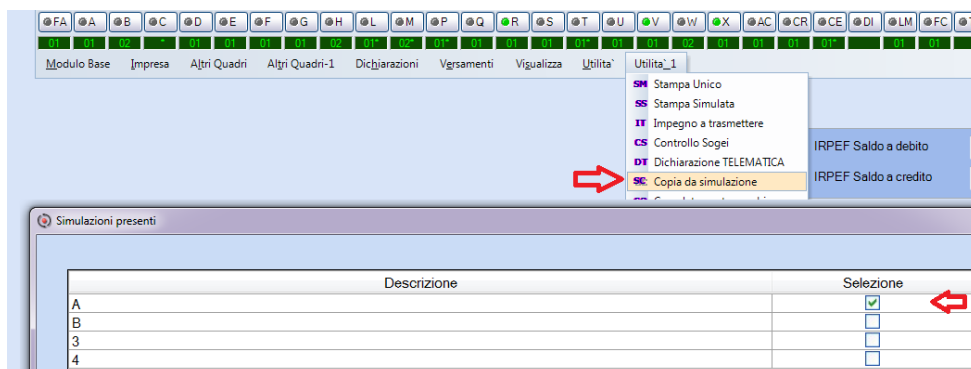 FA A B C D E F G H L M P Q R S T U V W X AC CR CE DI LM FC
01 01 02 * 01 01 01 01 02 01* 02* 01* 01 01 01 01* 01 01 02 01 01 01 01* 01 01
Modulo Base Impresa Altri Quadri Altri Quadri-1 Dichiarazioni Versamenti Visualizza Utilita` Utilita`_1
SM Stampa Unico
SS Stampa Simulata
IT Impegno a trasmettere
CS Controllo Sogei
IRPEF Saldo a debito
DT Dichiarazione TELEMATICA
SC Copia da simulazione
IRPEF Saldo a credito
Simulazioni presenti
Descrizione Selezione
A
B
3
4